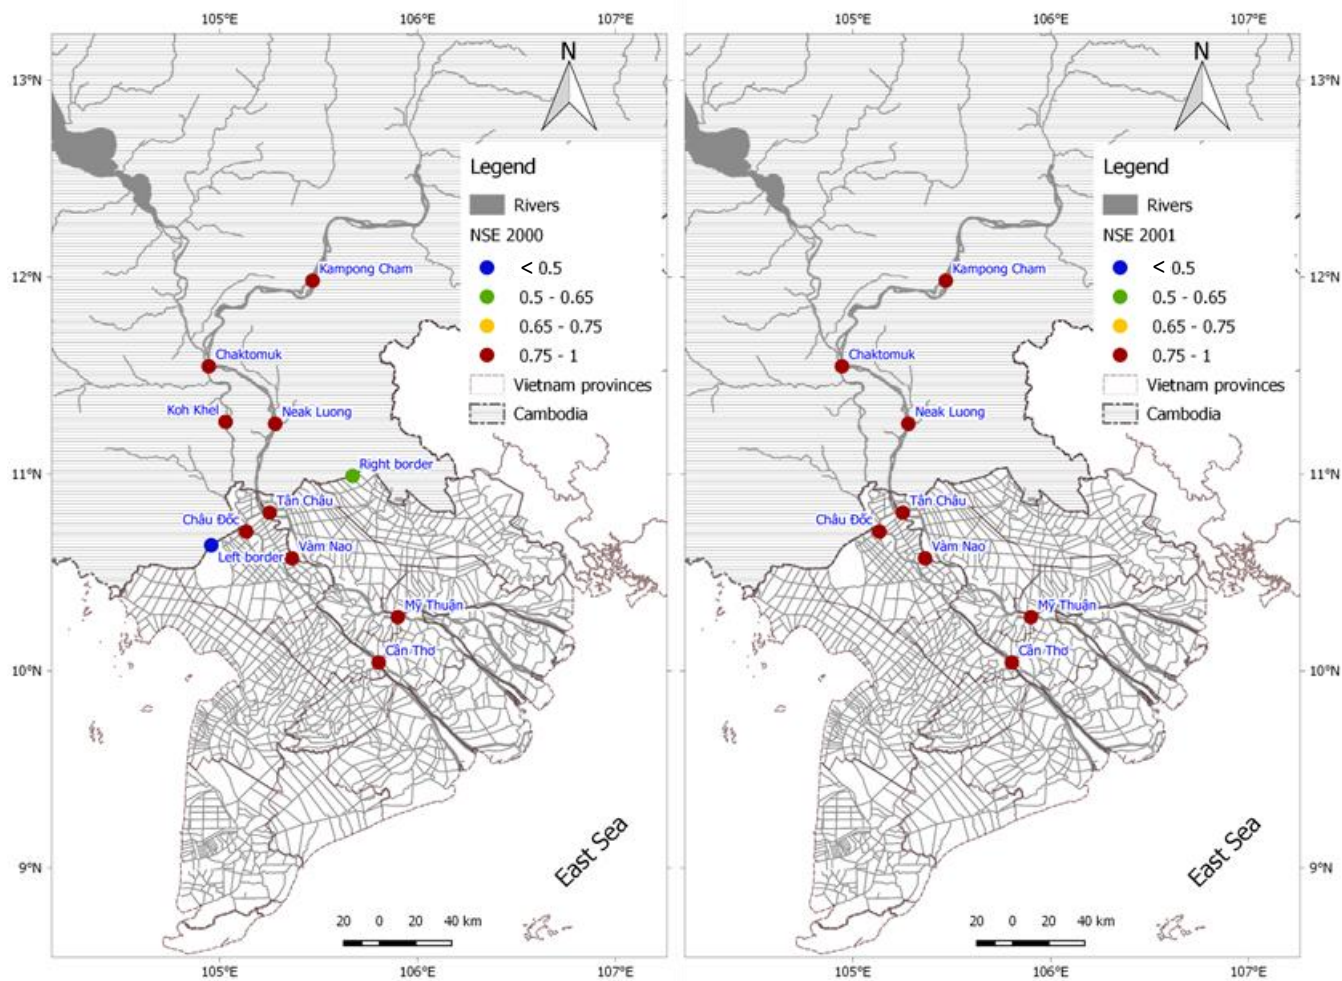 105°E 106°E 107°E
13°N
12°N
11°N
10°N
9°N
N
Legend
Rivers
NSE 2000
< 0.5
0.5 - 0.65
0.65 - 0.75
0.75 - 1
Vietnam provinces
Cambodia
Kampong Cham
Chaktomuk
Koh Khel
Neak Luong
Right border
Tân Châu
Châu Đốc
Left border
Vàm Nao
Mỹ Thuận
Cần Thơ
East Sea
20 0 20 40 km
105°E 106°E 107°E
105°E 106°E 107°E
N
Legend
Rivers
NSE 2001
< 0.5
0.5 - 0.65
0.65 - 0.75
0.75 - 1
Vietnam provinces
Cambodia
Kampong Cham
Chaktomuk
Neak Luong
Tân Châu
Châu Đốc
Vàm Nao
Mỹ Thuận
Cần Thơ
East Sea
20 0 20 40 km
13°N
12°N
11°N
10°N
9°N
105°E 106°E 107°E